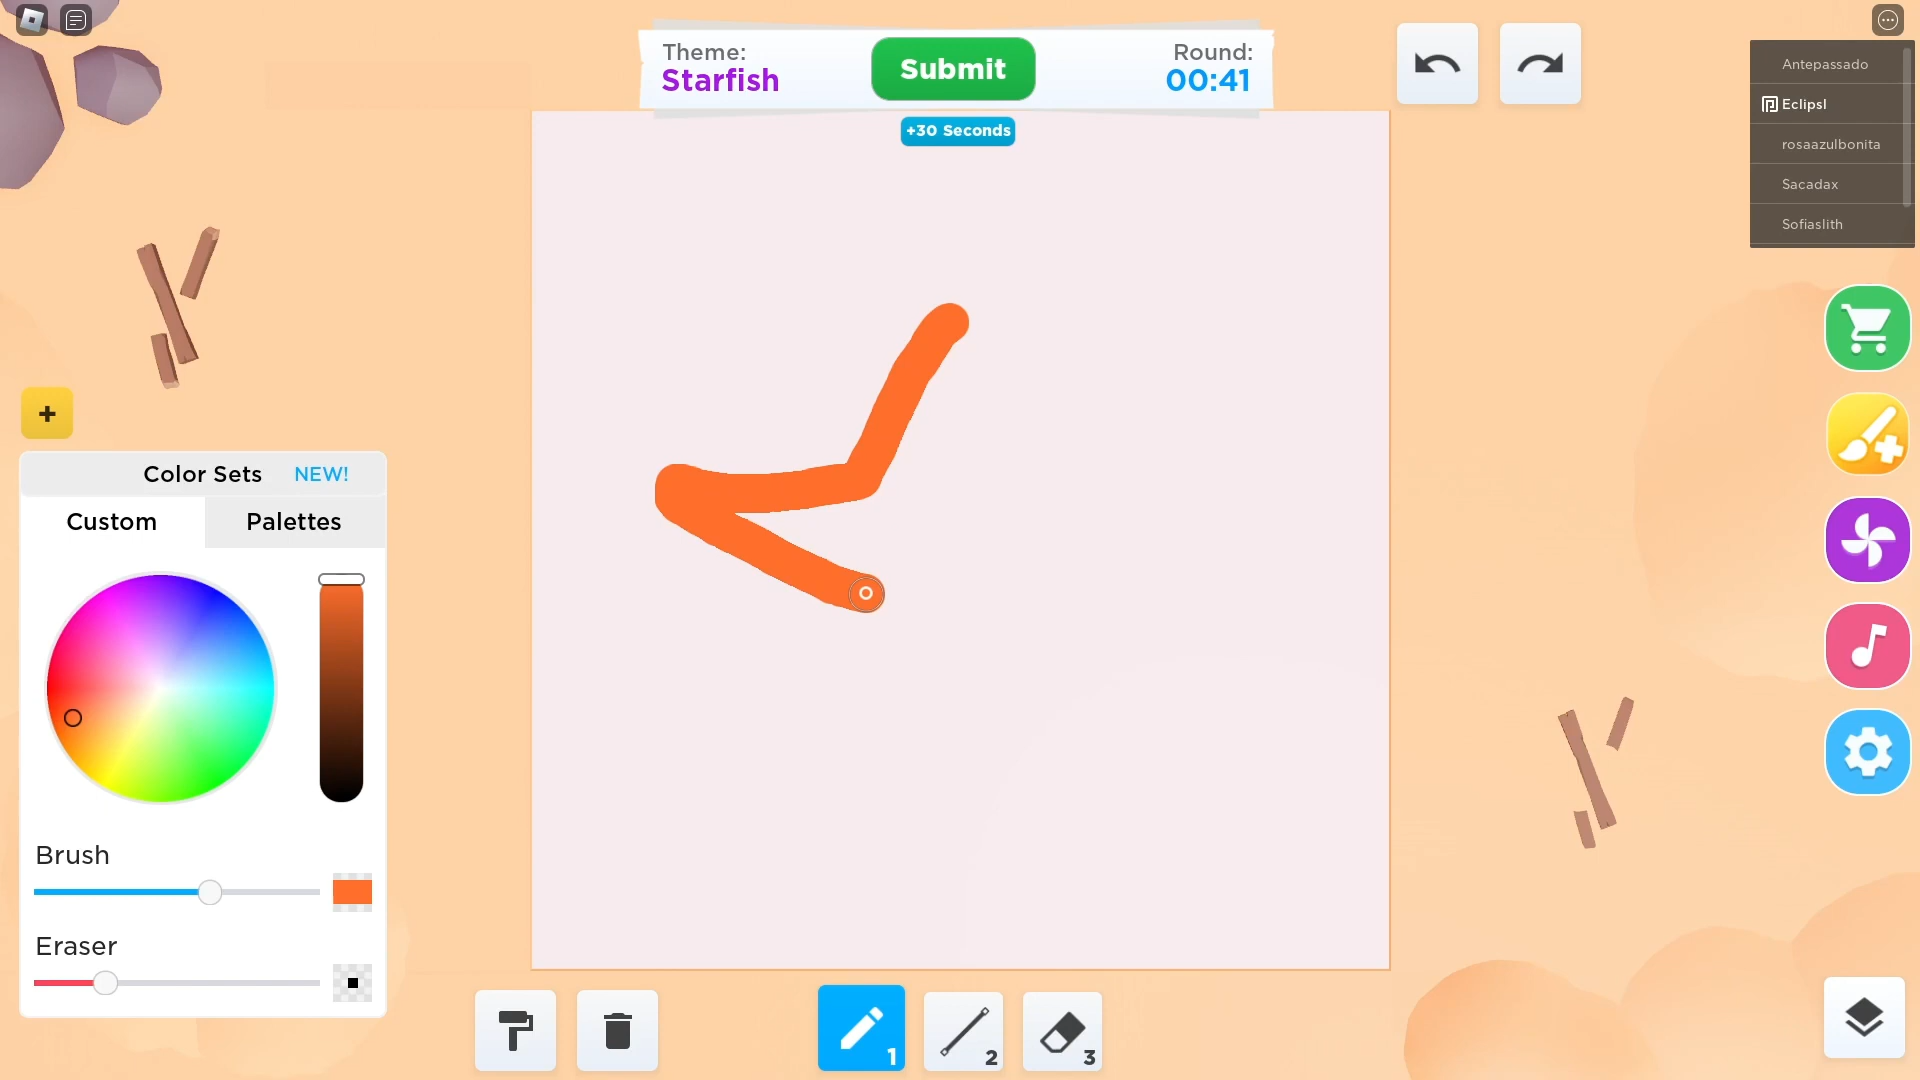 Theme:
Starfish
Submit
Round:
00:41
+30 Seconds
Antepassado
Eclipsl
rosaazulbonita
Sacadax
Sofiaslith
+
Color Sets NEW!
Custom Palettes
Brush
Eraser
1
2
3